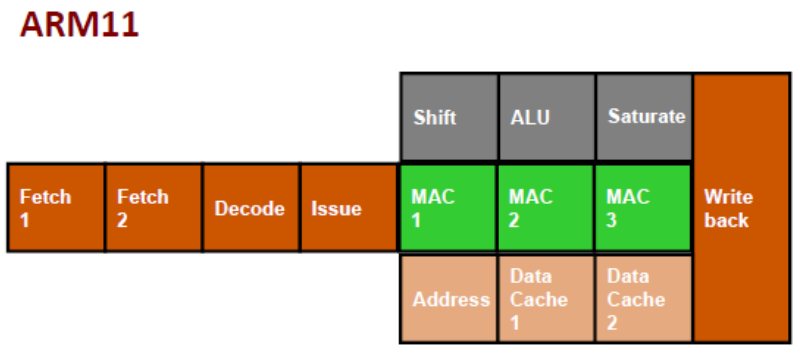 ARM11
Shift
ALU
Saturate
Fetch
1
Fetch
2
Decode
Issue
MAC
1
MAC
2
MAC
3
Write
back
Address
Data
Cache
1
Data
Cache
2